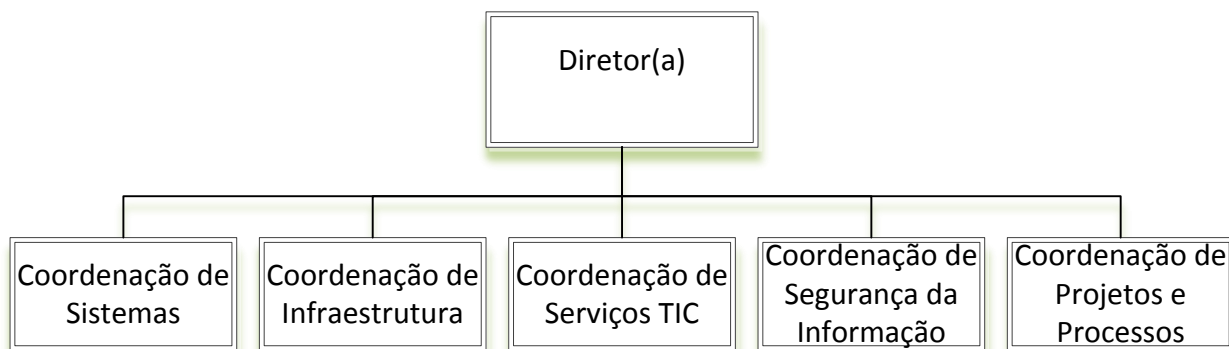 Diretor(a)
Coordenação de
Sistemas
Coordenação de
Infraestrutura
Coordenação de
Serviços TIC
Coordenação de
Segurança da
Informação
Coordenação de
Projetos e
Processos